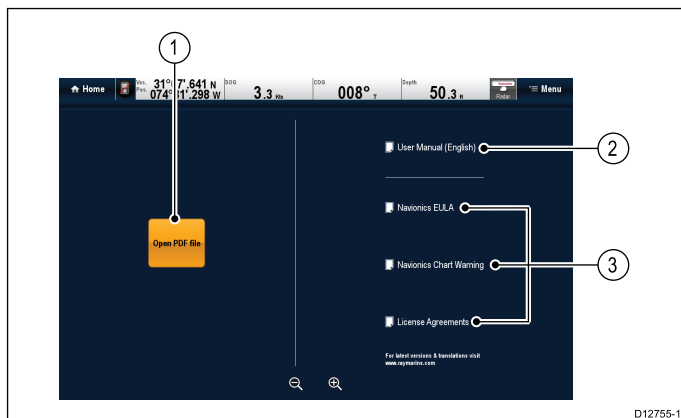 1
Home
Ves. Pos.
31° 7'.641 N
074° 1'.298 W
SOG
3.3 Kts
COG
008° T
Depth
50.3 ft
Radar
Menu
User Manual (English)
2
Navionics EULA
Open PDF file
Navionics Chart Warning
3
License Agreements
For latest versions & translations visit
www.raymarine.com
D12755-1